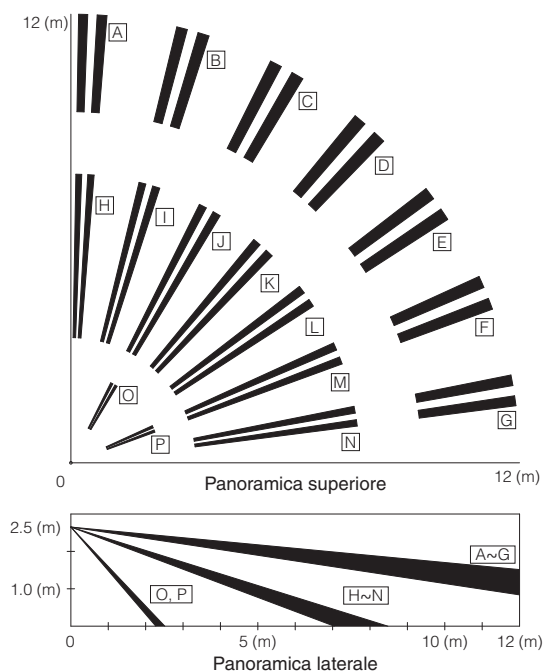 12 (m)
A
B
C
D
E
F
G
H
I
J
K
L
M
N
O
P
0
12 (m)
Panoramica superiore
2.5 (m)
1.0 (m)
A~G
H~N
O, P
0
5 (m)
10 (m)
12 (m)
Panoramica laterale